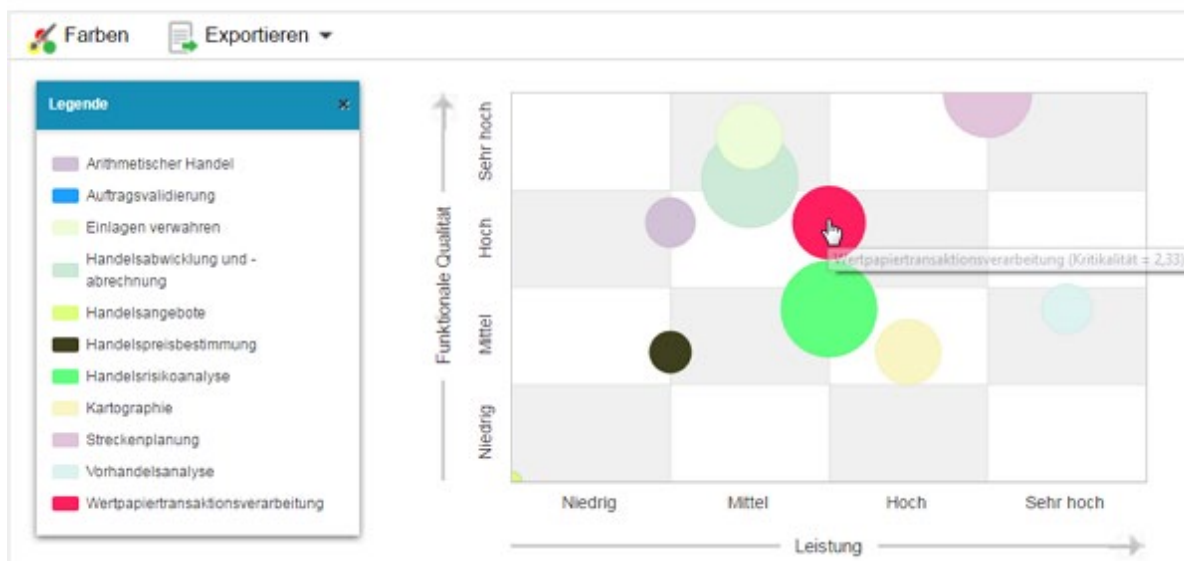 Farben Exportieren
Legende
Arithmetischer Handel
Auftragsvalidierung
Einlagen verwahren
Handelsabwicklung und -
abrechnung
Handelsangebote
Handelspreisbestimmung
Handelsrisikoanalyse
Kartographie
Streckenplanung
Vorhandelsanalyse
Wertpapiertransaktionsverarbeitung
Funktionale Qualität
Sehr hoch
Hoch
Mittel
Niedrig
Wertpapiertransaktionsverarbeitung (Kritikalität = 2,33)
Niedrig Mittel Hoch Sehr hoch
Leistung